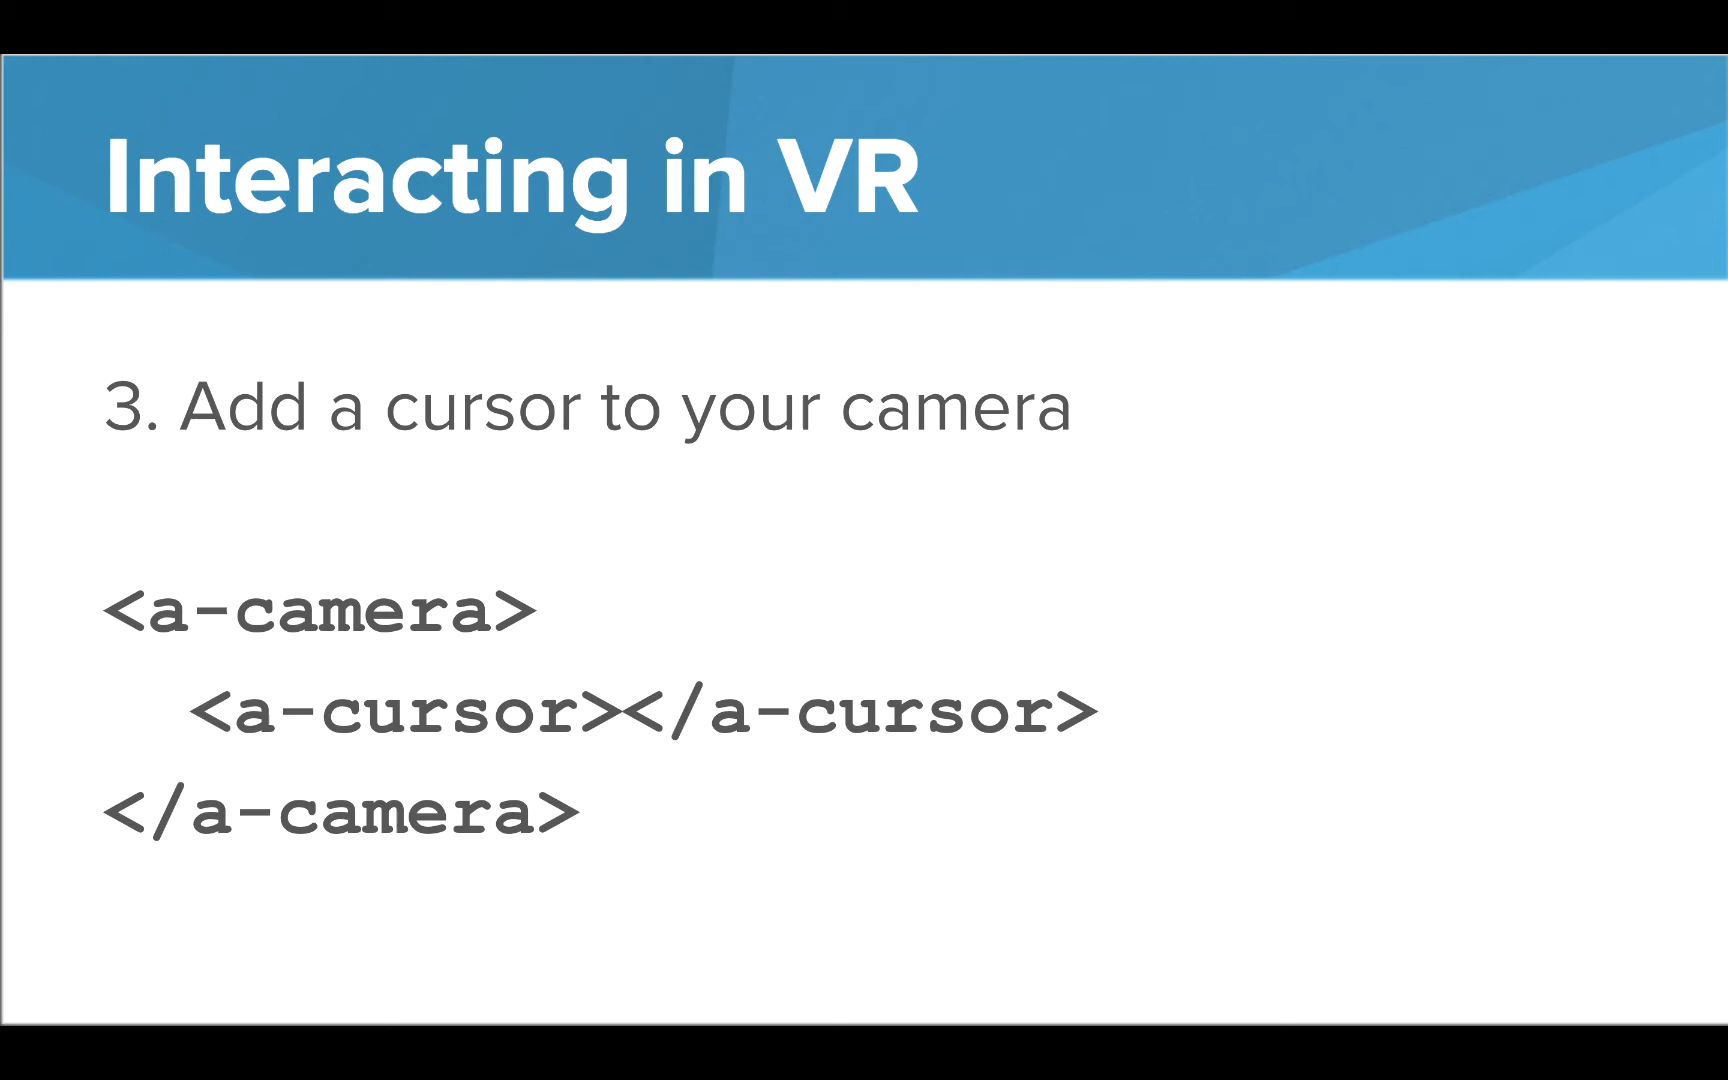 Interacting in VR
3. Add a cursor to your camera
<a-camera>
<a-cursor></a-cursor>
</a-camera>